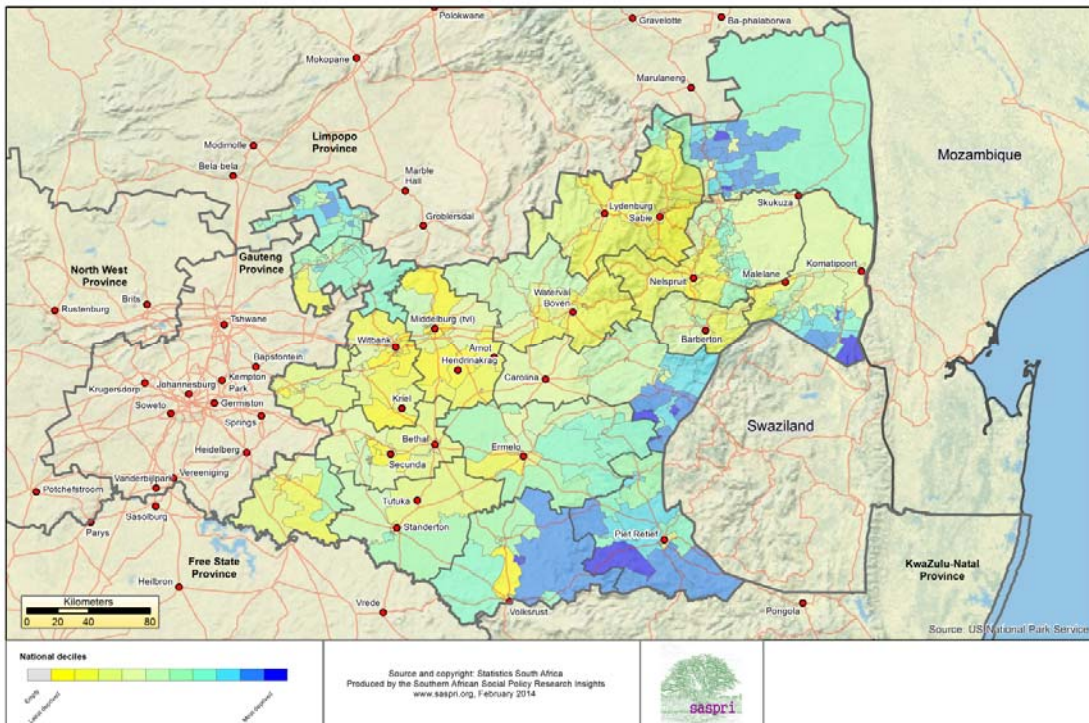 Polokwane
Gravelotte
Ba-phalaborwa
Mokopane
Marulaneng
Limpopo
Province
Mozambique
Modimolle
Bela-bela
Marble
Hall
Groblersdal
Lydenburg
Sabie
Skukuza
Gauteng
Province
North West
Province
Brits
Rustenburg
Tshwane
Nelspruit
Malelane
Komatipoort
Waterval
Boven
Middelburg (tvl)
Barberton
Witbank
Arnot
Hendrinakrag
Bapsfontein
Carolina
Krugersdorp
Johannesburg
Kempton
Park
Soweto
Germiston
Springs
Kriel
Swaziland
Bethal
Ermelo
Heidelberg
Secunda
Vanderbijlpark
Vereeniging
Potchefstroom
Sasolburg
Tutuka
Standerton
Piet Retief
Parys
Free State
Province
KwaZulu-Natal
Province
Heilbron
Vrede
Volksrust
Pongola
Kilometers
0 20 40 80
Source: US National Park Service
National deciles
Empty
Least deprived
Most deprived
Source and copyright: Statistics South Africa
Produced by the Southern African Social Policy Research Insights
www.saspri.org, February 2014
saspri